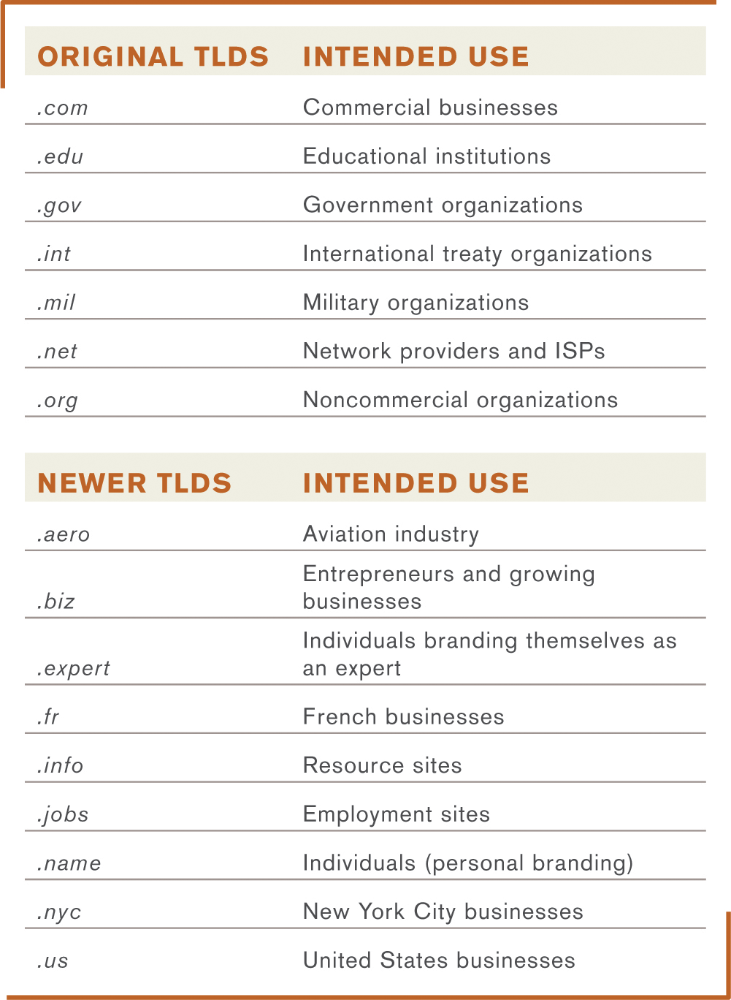 ORIGINAL TLDS INTENDED USE
.com Commercial businesses
.edu Educational institutions
.gov Government organizations
.int International treaty organizations
.mil Military organizations
.net Network providers and ISPs
.org Noncommercial organizations
NEWER TLDS INTENDED USE
.aero Aviation industry
Entrepreneurs and growing
.biz businesses
Individuals branding themselves as
.expert an expert
.fr French businesses
.info Resource sites
.jobs Employment sites
.name Individuals (personal branding)
.nyc New York City businesses
.us United States businesses